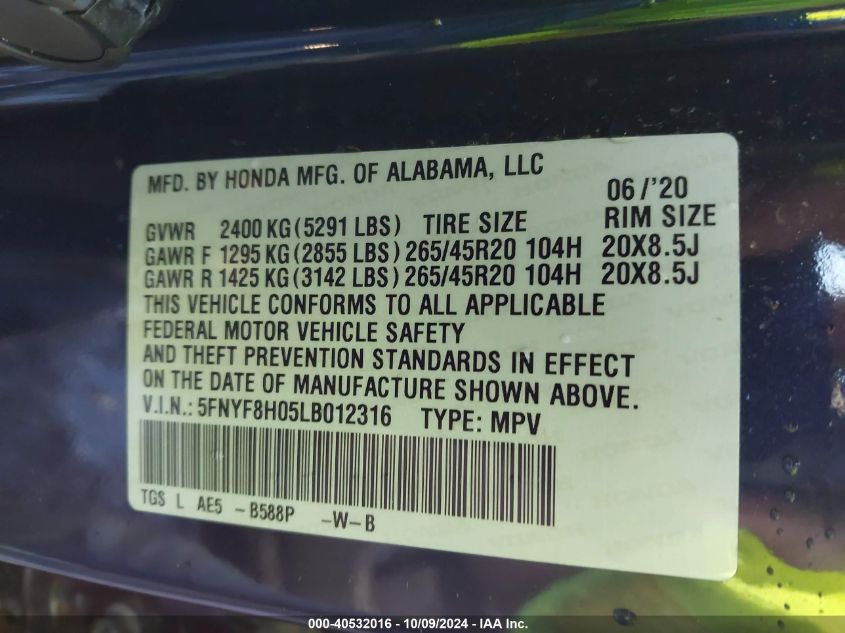 MFD. BY HONDA MFG. OF ALABAMA, LLC 06/'20
GVWR 2400 KG(5291 LBS) TIRE SIZE RIM SIZE
GAWR F 1295 KG(2855 LBS) 265/45R20 104H 20X8.5J
GAWR R 1425 KG(3142 LBS) 265/45R20 104H 20X8.5J
THIS VEHICLE CONFORMS TO ALL APPLICABLE
FEDERAL MOTOR VEHICLE SAFETY
AND THEFT PREVENTION STANDARDS IN EFFECT
ON THE DATE OF MANUFACTURE SHOWN ABOVE.
V.I.N.: 5FNYF8H05LB012316 TYPE: MPV
TGS L AE5 -B588P -W-B
000-40532016 - 10/09/2024 - IAA Inc.